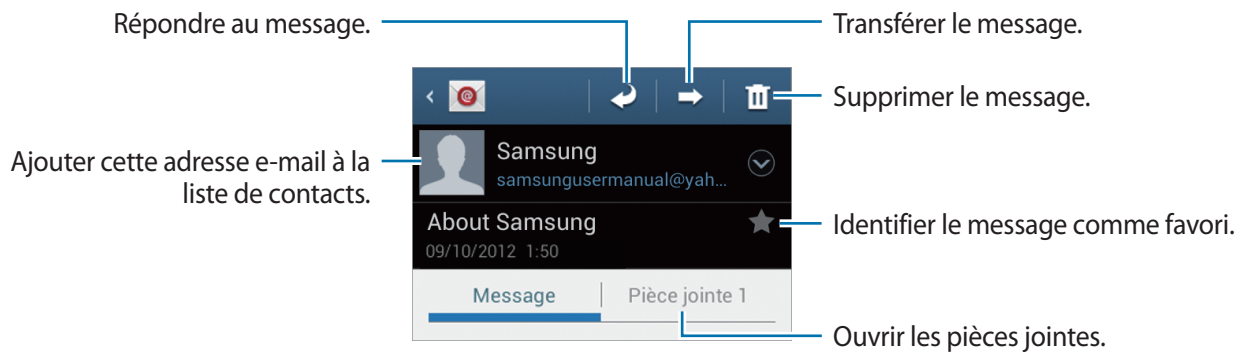 Répondre au message.
Transférer le message.
Supprimer le message.
Ajouter cette adresse e-mail à la
liste de contacts.
Samsung
samsungusermanual@yah...
About Samsung
09/10/2012 1:50
Identifier le message comme favori.
Message
Pièce jointe 1
Ouvrir les pièces jointes.